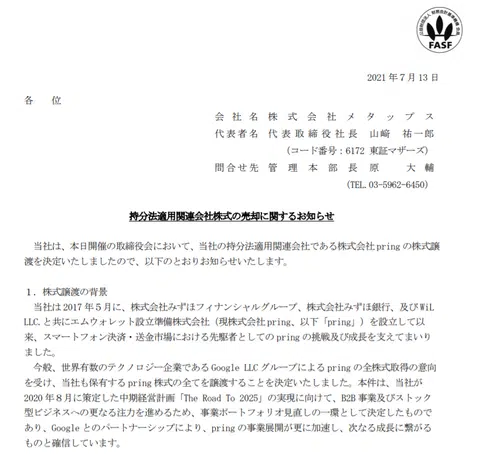 FASF
2021年7月13日
各 位
会社名 株式会社メタップス
代表者名 代表取締役社長 山﨑 祐一郎
(コード番号:6172 東証マザーズ)
問合せ先 管理本部長 原 大輔
(TEL.03-5962-6450)
持分法適用関連会社株式の売却に関するお知らせ
当社は、本日開催の取締役会において、当社の持分法適用関連会社である株式会社 pring の株式譲
渡を決定いたしましたので、以下のとおりお知らせいたします。
1.株式譲渡の背景
当社は 2017 年5月に、株式会社みずほフィナンシャルグループ、株式会社みずほ銀行、及び WiL
LLC.と共にエムウォレット設立準備株式会社(現株式会社 pring、以下「pring」)を設立して以
来、スマートフォン決済・送金市場における先駆者としての pring の挑戦及び成長を支えてまいり
ました。
今般、世界有数のテクノロジー企業である Google LLC グループによる pring の全株式取得の意向
を受け、当社も保有する pring 株式の全てを譲渡することを決定いたしました。本件は、当社が
2020 年8月に策定した中期経営計画「The Road To 2025」の実現に向けて、B2B 事業及びストック
型ビジネスへの更なる注力を進めるため、事業ポートフォリオ見直しの一環として決定したもので
あり、Google とのパートナーシップにより、pring の事業展開が更に加速し、次なる成長に繋がる
ものと確信しています。